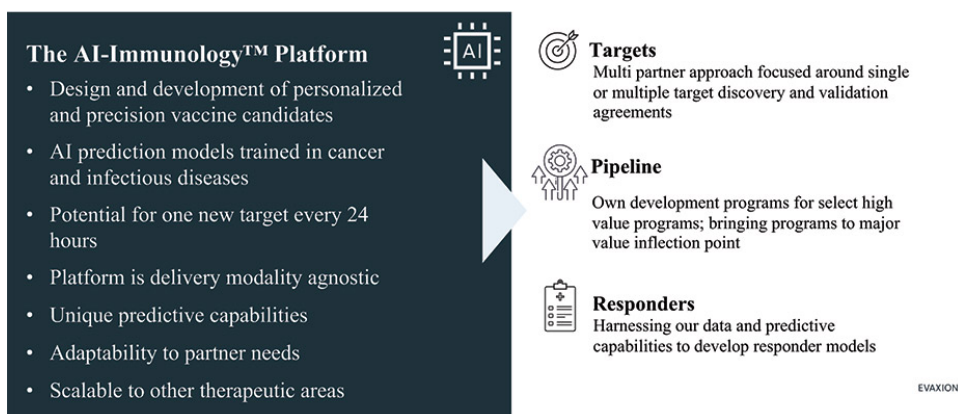 The AI-Immunology™ Platform
AI
• Design and development of personalized
and precision vaccine candidates
• AI prediction models trained in cancer
and infectious diseases
• Potential for one new target every 24
hours
• Platform is delivery modality agnostic
• Unique predictive capabilities
• Adaptability to partner needs
• Scalable to other therapeutic areas
Targets
Multi partner approach focused around single
or multiple target discovery and validation
agreements
Pipeline
Own development programs for select high
value programs; bringing programs to major
value inflection point
Responders
Harnessing our data and predictive
capabilities to develop responder models
EVAXION